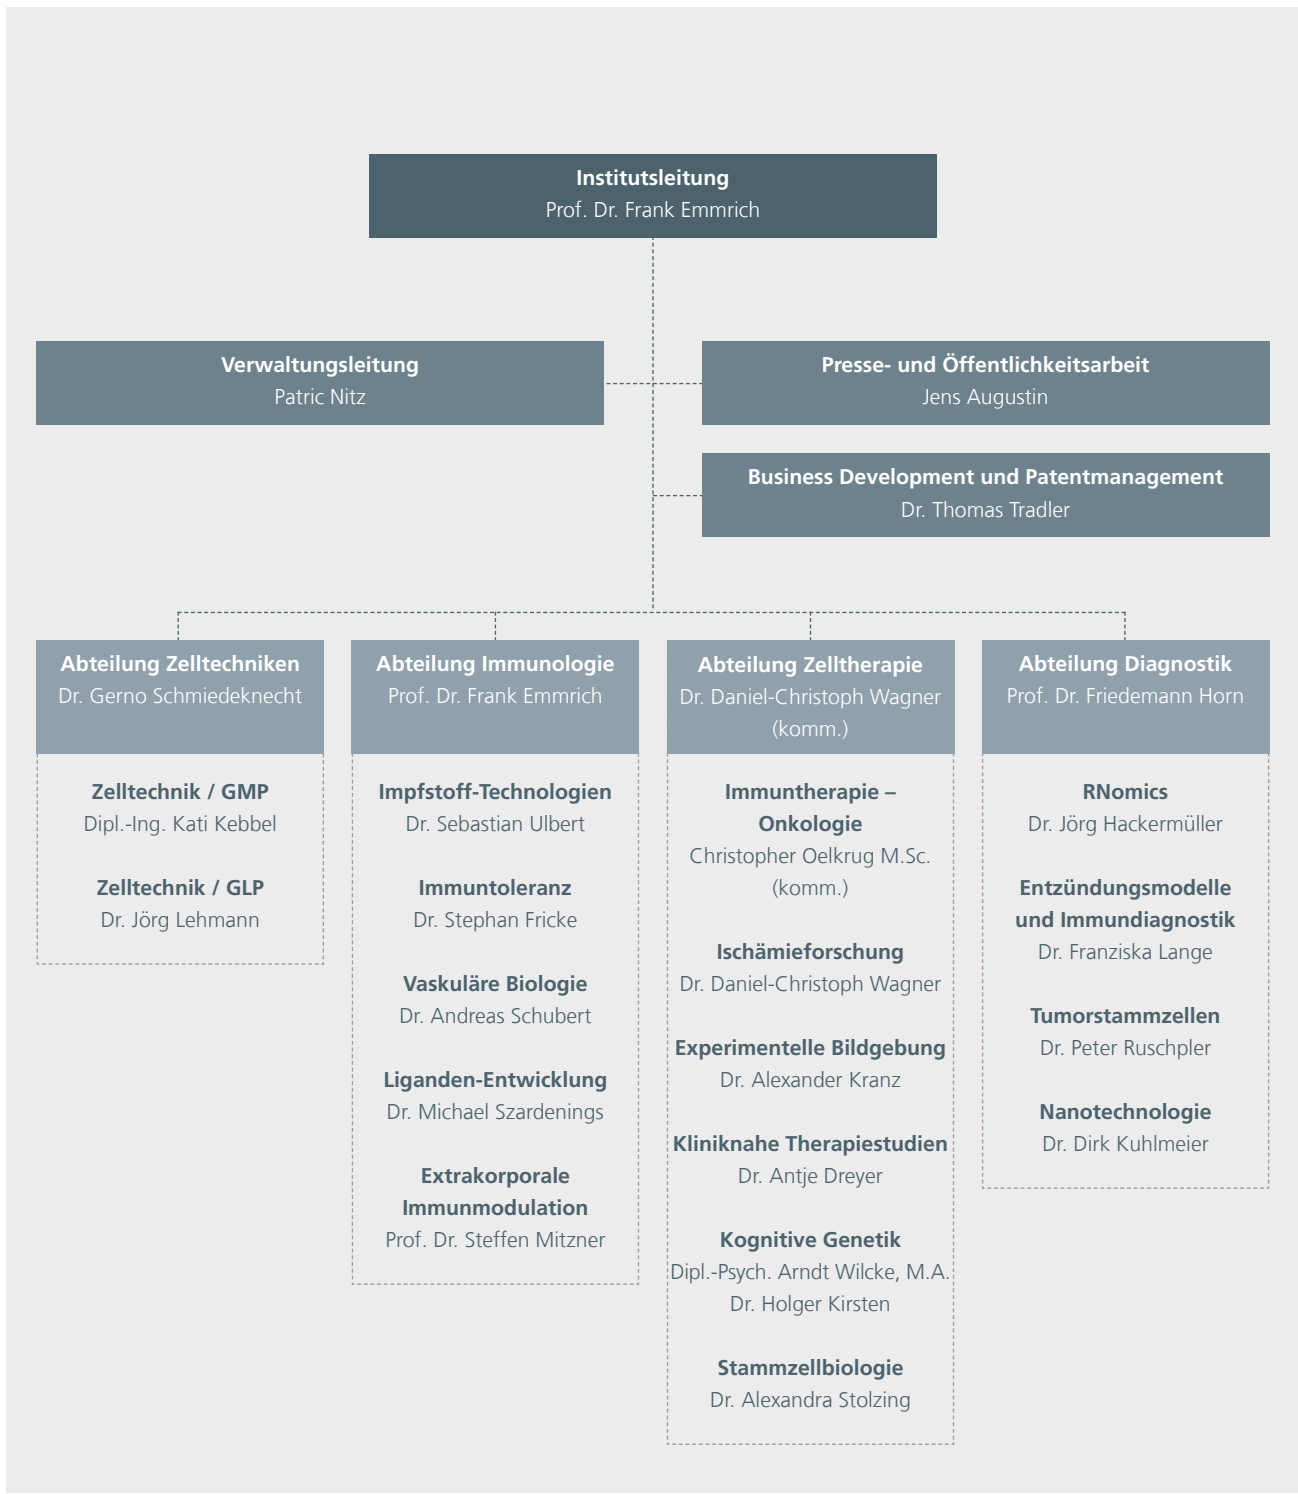 Institutsleitung
Prof. Dr. Frank Emmrich
Verwaltungsleitung
Patric Nitz
Presse- und Öffentlichkeitsarbeit
Jens Augustin
Business Development und Patentmanagement
Dr. Thomas Tradler
Abteilung Zelltechniken
Dr. Gerno Schmiedeknecht
Zelltechnik / GMP
Dipl.-Ing. Kati Kebbel
Zelltechnik / GLP
Dr. Jörg Lehmann
Abteilung Immunologie
Prof. Dr. Frank Emmrich
Impfstoff-Technologien
Dr. Sebastian Ulbert
Immuntoleranz
Dr. Stephan Fricke
Vaskuläre Biologie
Dr. Andreas Schubert
Liganden-Entwicklung
Dr. Michael Szardenings
Extrakorporale
Immunmodulation
Prof. Dr. Steffen Mitzner
Abteilung Zelltherapie
Dr. Daniel-Christoph Wagner
(komm.)
Immuntherapie –
Onkologie
Christopher Oelkrug M.Sc.
(komm.)
Ischämieforschung
Dr. Daniel-Christoph Wagner
Experimentelle Bildgebung
Dr. Alexander Kranz
Kliniknahe Therapiestudien
Dr. Antje Dreyer
Kognitive Genetik
Dipl.-Psych. Arndt Wilcke, M.A.
Dr. Holger Kirsten
Stammzellbiologie
Dr. Alexandra Stolzing
Abteilung Diagnostik
Prof. Dr. Friedemann Horn
RNomics
Dr. Jörg Hackermüller
Entzündungsmodelle
und Immundiagnostik
Dr. Franziska Lange
Tumorstammzellen
Dr. Peter Ruschpler
Nanotechnologie
Dr. Dirk Kuhlmeier